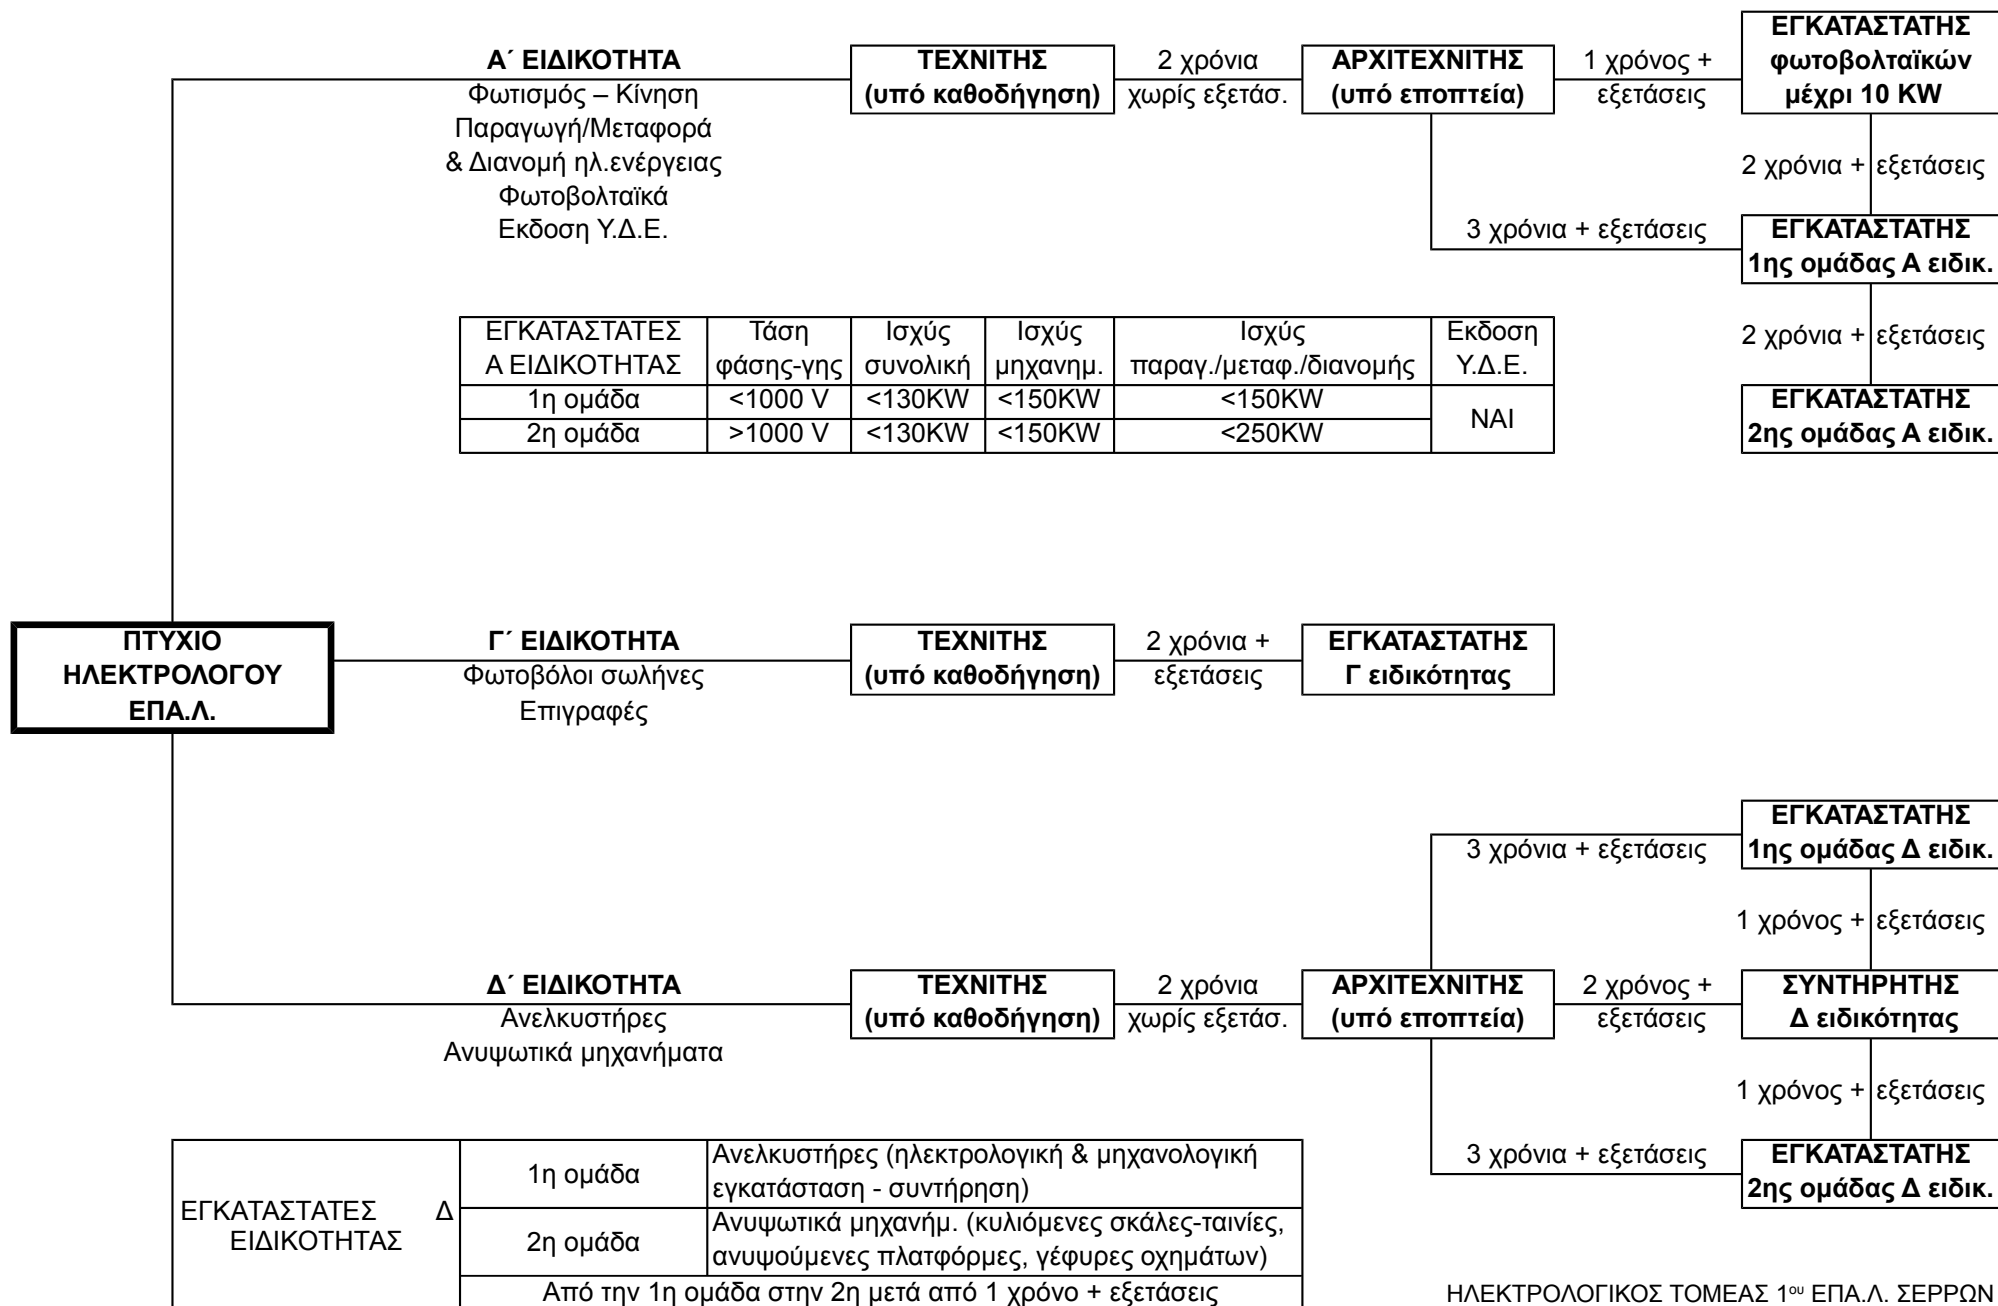 Α΄ ΕΙΔΙΚΟΤΗΤΑ
Φωτισμός – Κίνηση
Παραγωγή/Μεταφορά
& Διανομή ηλ.ενέργειας
Φωτοβολταϊκά
Εκδοση Υ.Δ.Ε.
ΤΕΧΝΙΤΗΣ
(υπό καθοδήγηση)
2 χρόνια
χωρίς εξετάσ.
ΑΡΧΙΤΕΧΝΙΤΗΣ
(υπό εποπτεία)
1 χρόνος +
εξετάσεις
ΕΓΚΑΤΑΣΤΑΤΗΣ
φωτοβολταϊκών
μέχρι 10 KW
2 χρόνια + εξετάσεις
3 χρόνια + εξετάσεις
ΕΓΚΑΤΑΣΤΑΤΗΣ
1ης ομάδας Α ειδικ.
2 χρόνια + εξετάσεις
ΕΓΚΑΤΑΣΤΑΤΗΣ
2ης ομάδας Α ειδικ.
ΕΓΚΑΤΑΣΤΑΤΕΣ
Α ΕΙΔΙΚΟΤΗΤΑΣ
Τάση
φάσης-γης
Ισχύς
συνολική
Ισχύς
μηχανημ.
Ισχύς
παραγ./μεταφ./διανομής
Εκδοση
Υ.Δ.Ε.
1η ομάδα <1000 V <130KW <150KW <150KW
2η ομάδα >1000 V <130KW <150KW <250KW
ΝΑΙ
ΠΤΥΧΙΟ
ΗΛΕΚΤΡΟΛΟΓΟΥ
ΕΠΑ.Λ.
Γ΄ ΕΙΔΙΚΟΤΗΤΑ
Φωτοβόλοι σωλήνες
Επιγραφές
ΤΕΧΝΙΤΗΣ
(υπό καθοδήγηση)
2 χρόνια +
εξετάσεις
ΕΓΚΑΤΑΣΤΑΤΗΣ
Γ ειδικότητας
Δ΄ ΕΙΔΙΚΟΤΗΤΑ
Ανελκυστήρες
Ανυψωτικά μηχανήματα
ΤΕΧΝΙΤΗΣ
(υπό καθοδήγηση)
2 χρόνια
χωρίς εξετάσ.
ΑΡΧΙΤΕΧΝΙΤΗΣ
(υπό εποπτεία)
3 χρόνια + εξετάσεις
ΕΓΚΑΤΑΣΤΑΤΗΣ
1ης ομάδας Δ ειδικ.
1 χρόνος + εξετάσεις
2 χρόνος +
εξετάσεις
ΣΥΝΤΗΡΗΤΗΣ
Δ ειδικότητας
1 χρόνος + εξετάσεις
3 χρόνια + εξετάσεις
ΕΓΚΑΤΑΣΤΑΤΗΣ
2ης ομάδας Δ ειδικ.
ΕΓΚΑΤΑΣΤΑΤΕΣ Δ
ΕΙΔΙΚΟΤΗΤΑΣ
1η ομάδα
Ανελκυστήρες (ηλεκτρολογική & μηχανολογική
εγκατάσταση - συντήρηση)
2η ομάδα
Ανυψωτικά μηχανήμ. (κυλιόμενες σκάλες-ταινίες,
ανυψούμενες πλατφόρμες, γέφυρες οχημάτων)
Από την 1η ομάδα στην 2η μετά από 1 χρόνο + εξετάσεις
ΗΛΕΚΤΡΟΛΟΓΙΚΟΣ ΤΟΜΕΑΣ 1ου ΕΠΑ.Λ. ΣΕΡΡΩΝ